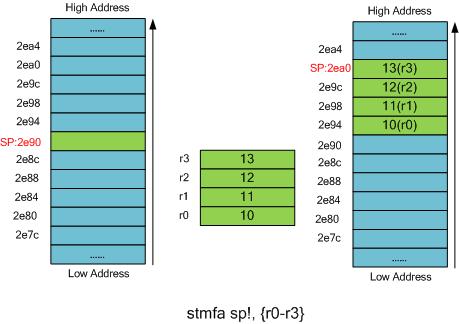 High Address
......
2ea4
2ea0
2e9c
2e98
2e94
SP:2e90
2e8c
2e88
2e84
2e80
2e7c
......
Low Address
r3 13
r2 12
r1 11
r0 10
High Address
......
2ea4
SP:2ea0 13(r3)
2e9c 12(r2)
2e98 11(r1)
2e94 10(r0)
2e90
2e8c
2e88
2e84
2e80
2e7c
......
Low Address
stmfa sp!, {r0-r3}